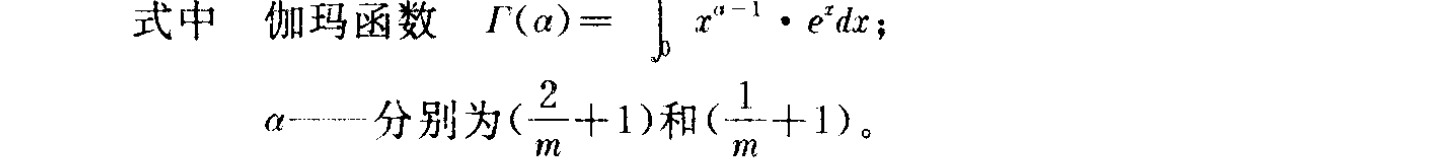 式中 伽玛函数 Γ(α)= ∫₀ x^{α-1}·e^{x}dx;
α——分别为(2/m+1)和(1/m+1)。